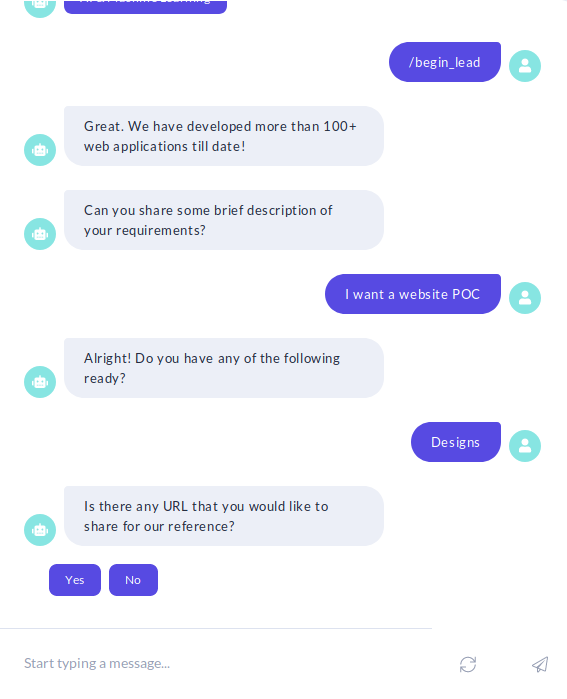 /begin_lead
Great. We have developed more than 100+
web applications till date!
Can you share some brief description of
your requirements?
I want a website POC
Alright! Do you have any of the following
ready?
Designs
Is there any URL that you would like to
share for our reference?
Yes
No
Start typing a message...